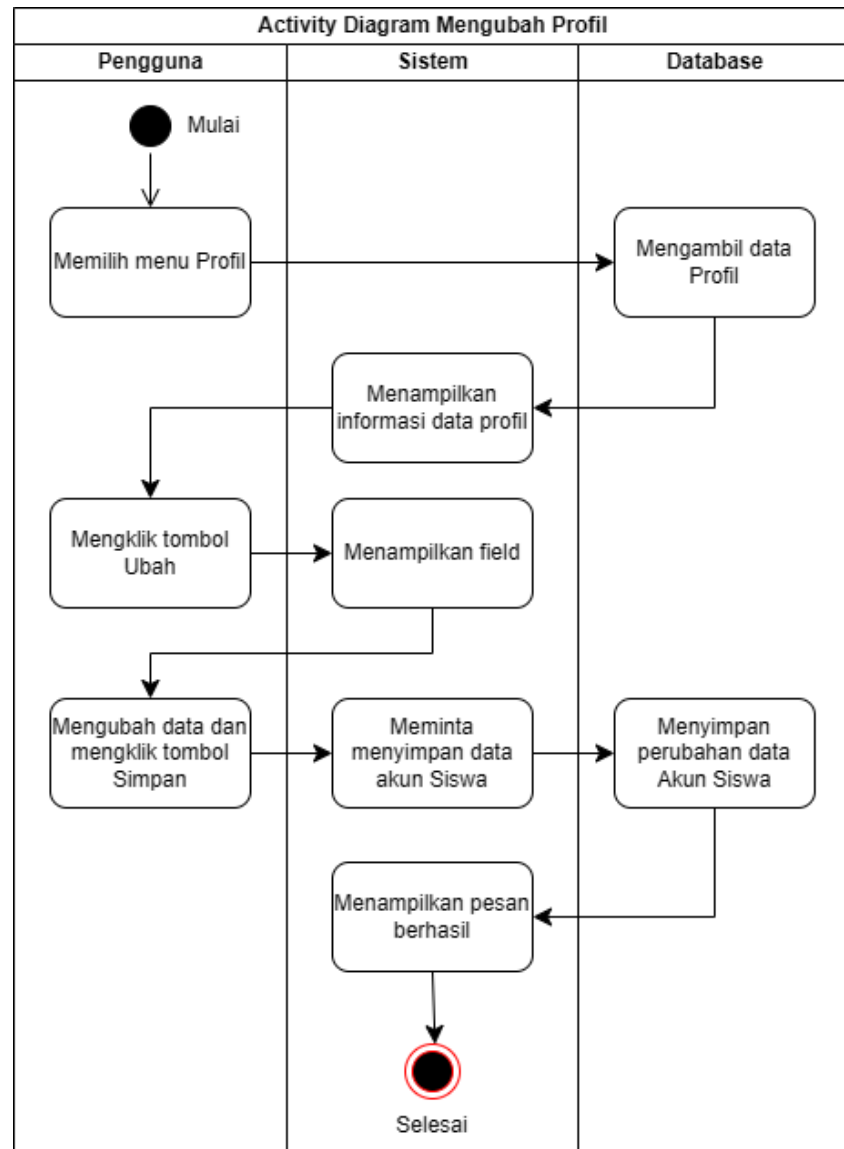 Activity Diagram Mengubah Profil
Pengguna
Sistem
Database
Mulai
Memilih menu Profil
Mengambil data
Profil
Menampilkan
informasi data profil
Mengklik tombol
Ubah
Menampilkan field
Mengubah data dan
mengklik tombol
Simpan
Meminta
menyimpan data
akun Siswa
Menyimpan
perubahan data
Akun Siswa
Menampilkan pesan
berhasil
Selesai